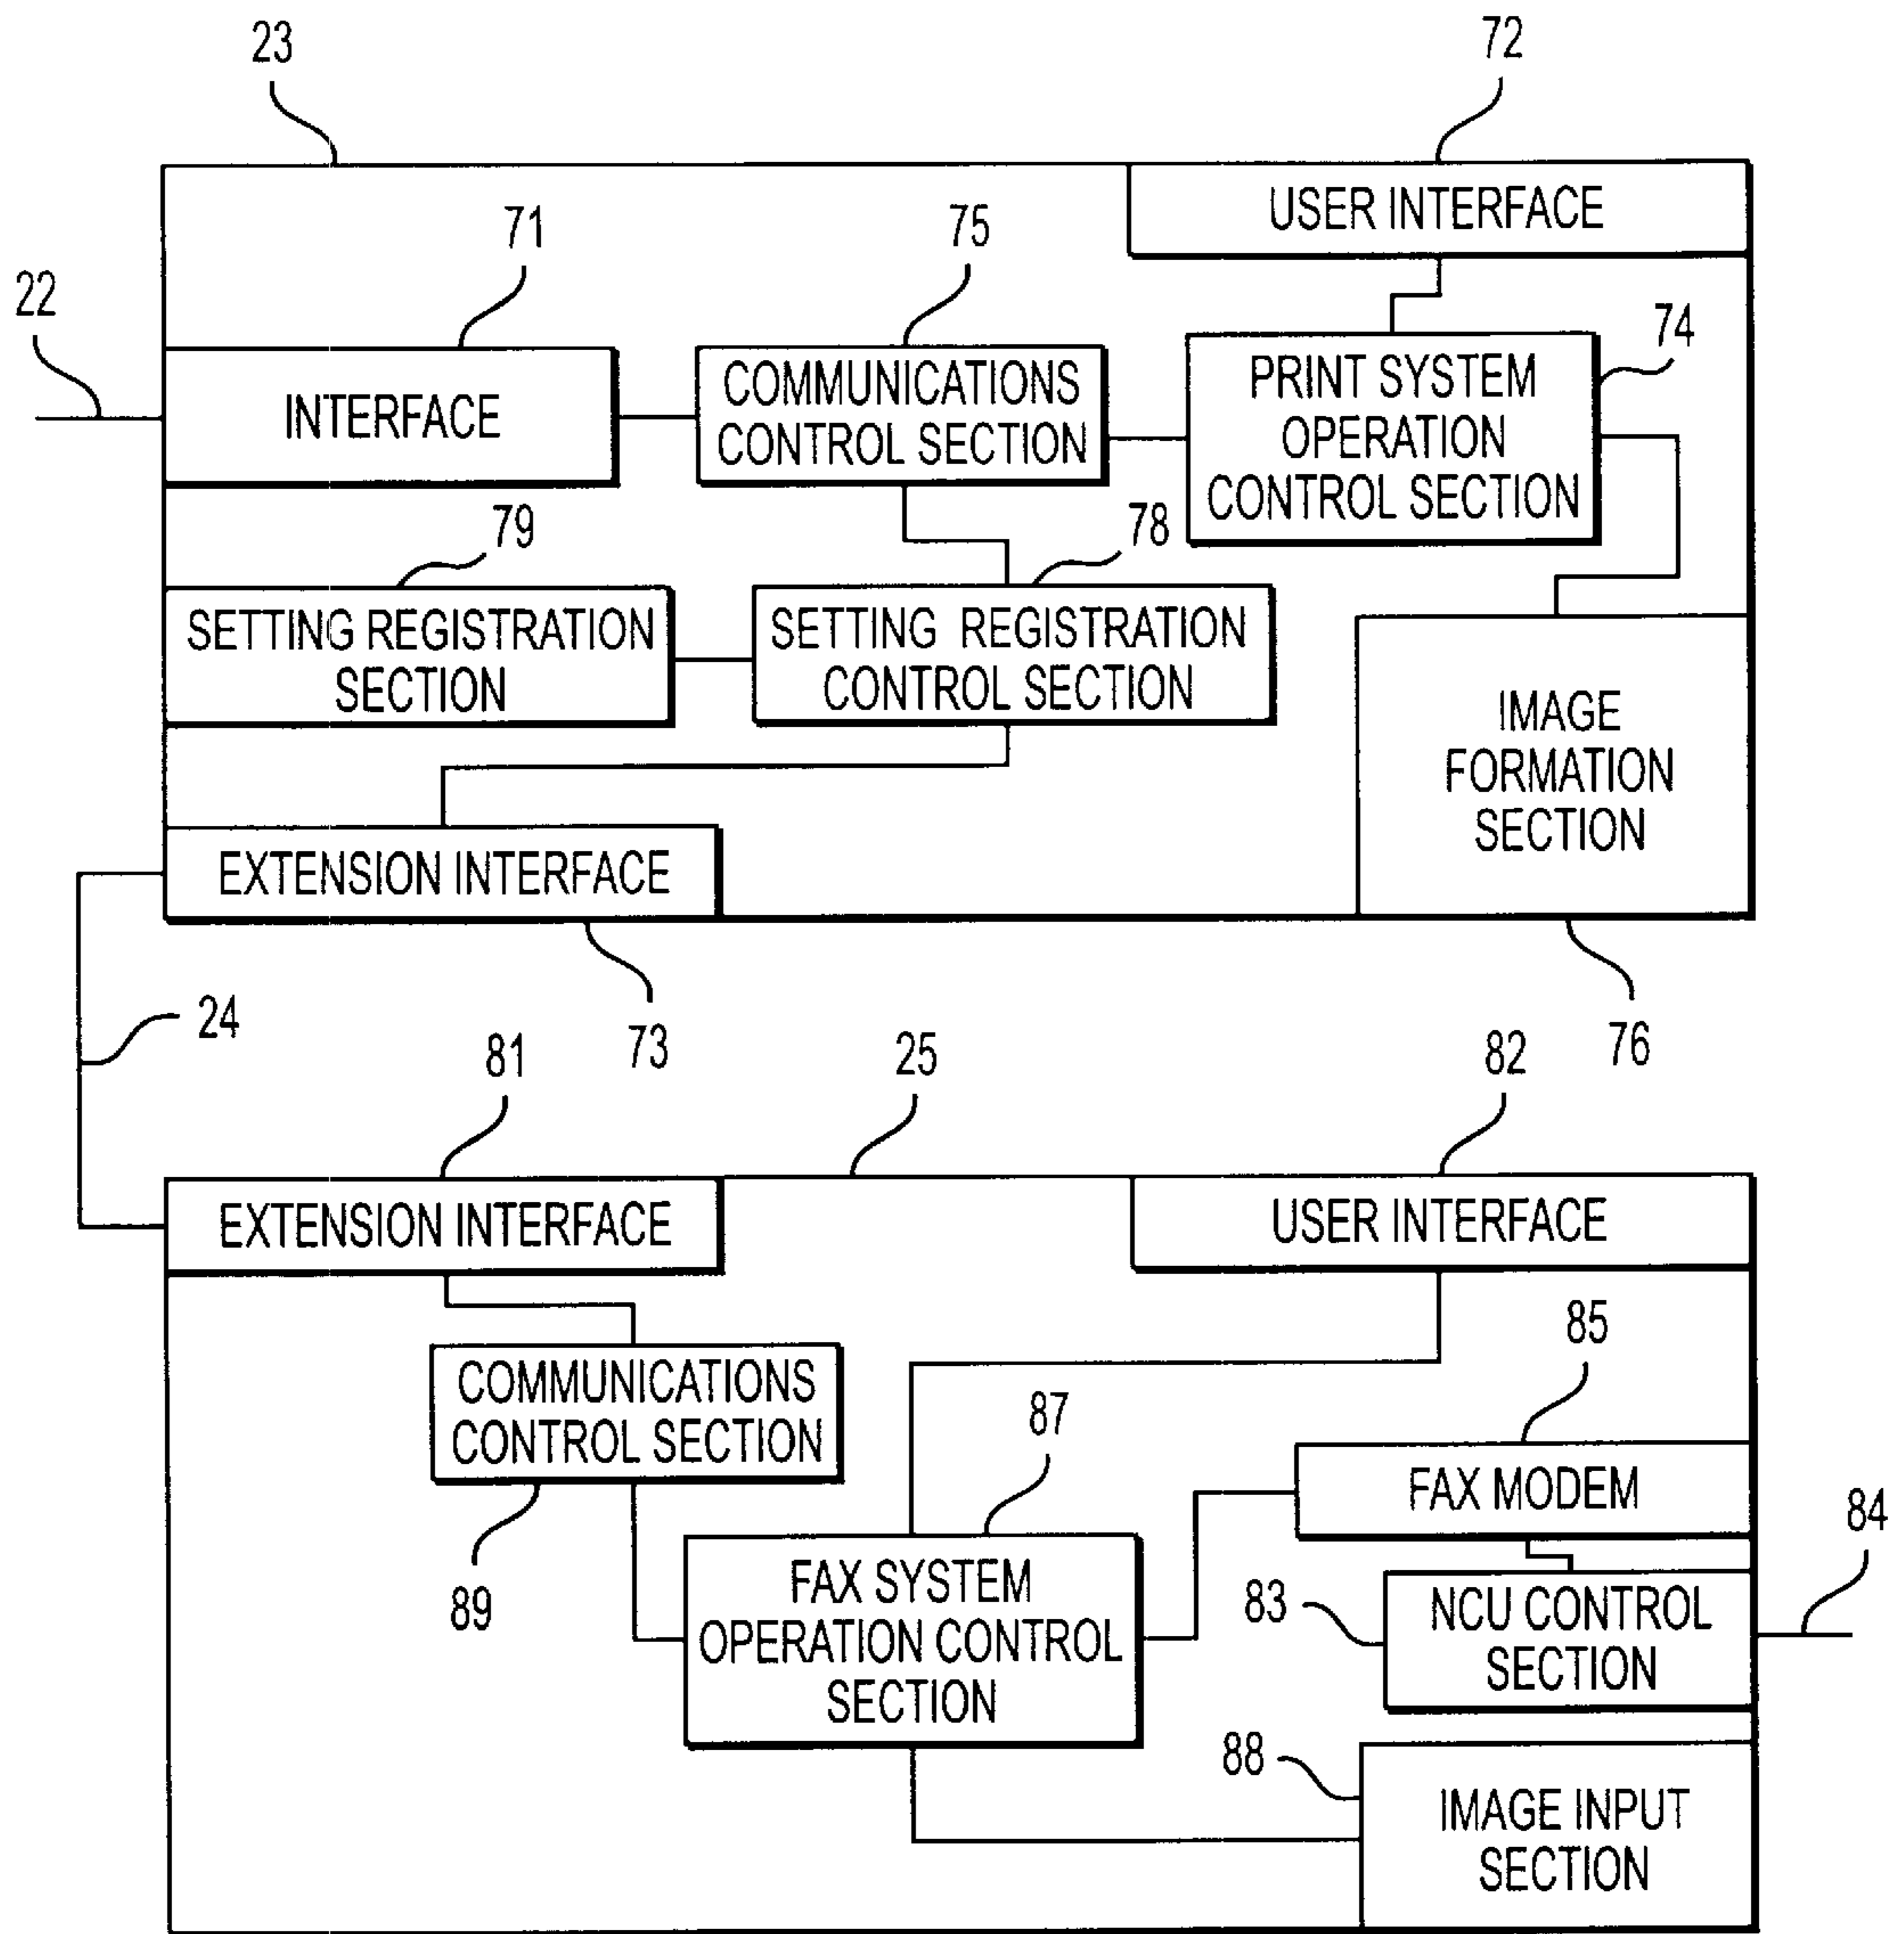 23
72
USER INTERFACE
71
75
22
74
INTERFACE
COMMUNICATIONS
CONTROL SECTION
PRINT SYSTEM
OPERATION
CONTROL SECTION
79
78
SETTING REGISTRATION
SECTION
SETTING REGISTRATION
CONTROL SECTION
IMAGE
FORMATION
SECTION
EXTENSION INTERFACE
24
73
76
81
25
82
EXTENSION INTERFACE
USER INTERFACE
85
COMMUNICATIONS
CONTROL SECTION
87
FAX MODEM
84
89
FAX SYSTEM
OPERATION CONTROL
SECTION
83
NCU CONTROL
SECTION
88
IMAGE INPUT
SECTION